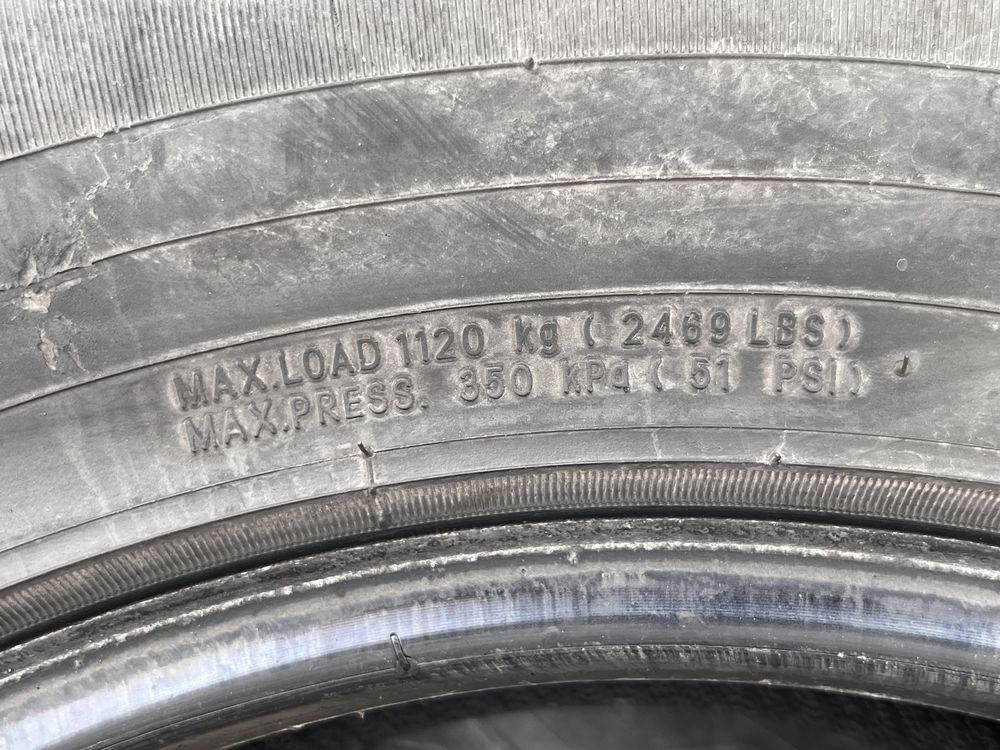 MAX.LOAD 1120 kg ( 2469 LBS )
MAX.PRESS. 350 kPa ( 51 PSI )